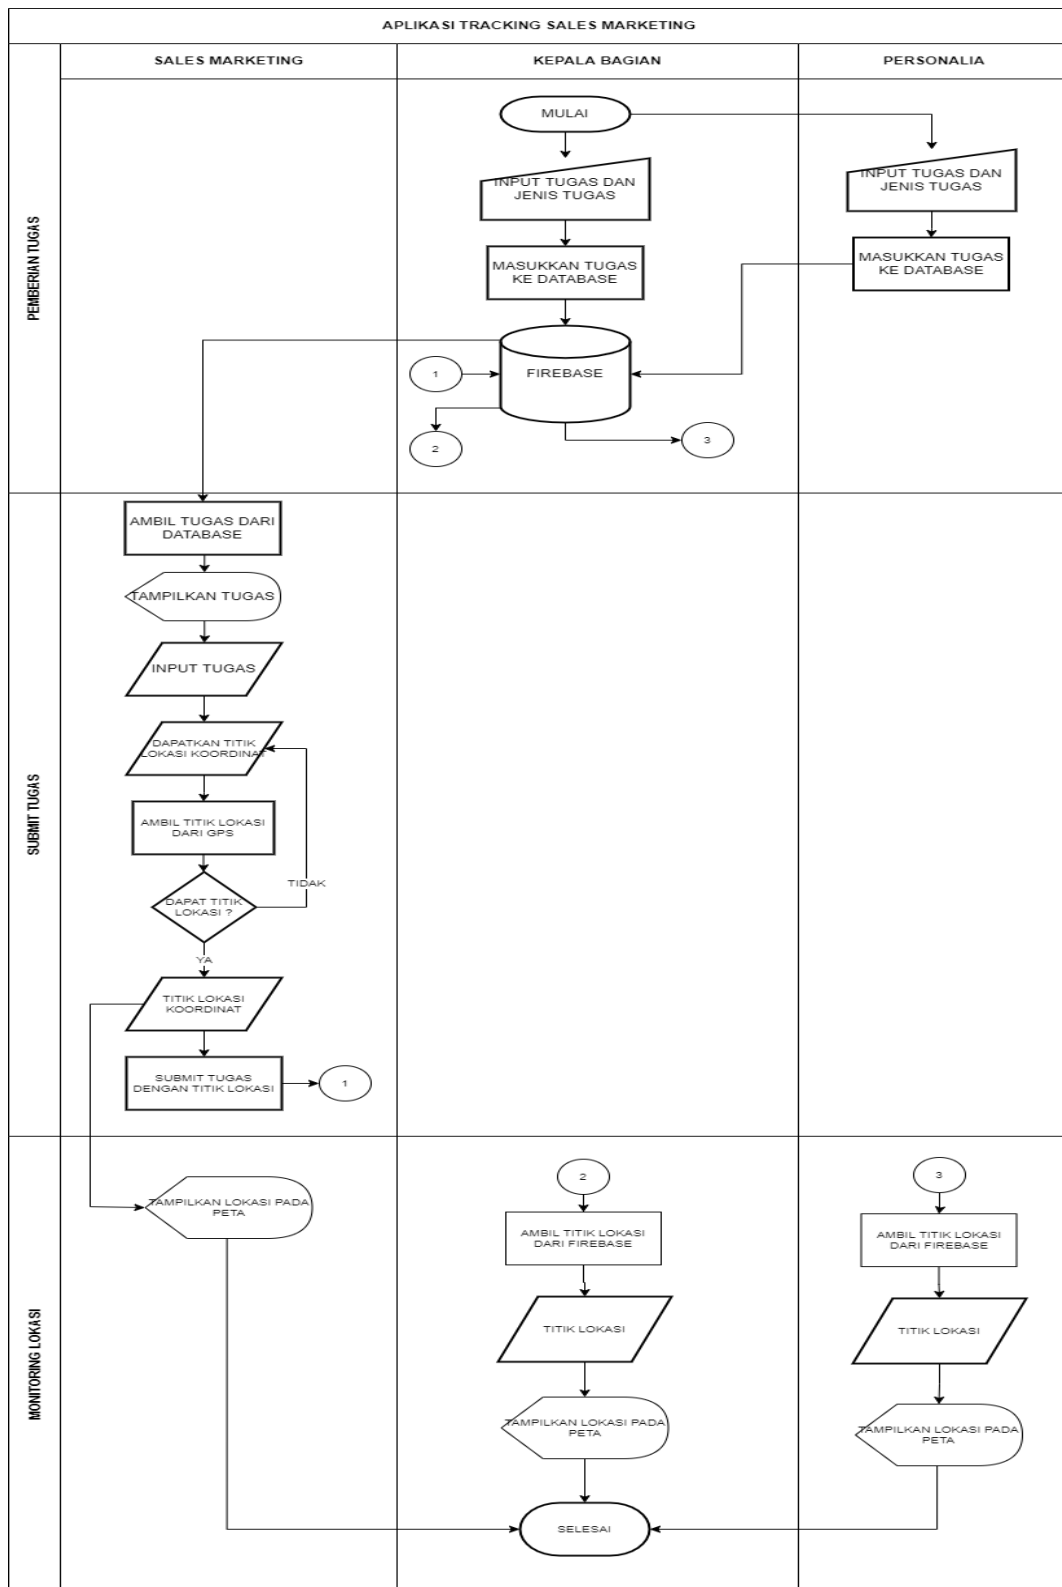 APLIKASI TRACKING SALES MARKETING
SALES MARKETING
KEPALA BAGIAN
PERSONALIA
PEMBERIAN TUGAS
MULAI
INPUT TUGAS DAN
JENIS TUGAS
INPUT TUGAS DAN
JENIS TUGAS
MASUKKAN TUGAS
KE DATABASE
MASUKKAN TUGAS
KE DATABASE
FIREBASE
1
2
3
SUBMIT TUGAS
AMBIL TUGAS DARI
DATABASE
TAMPILKAN TUGAS
INPUT TUGAS
DAPATKAN TITIK
LOKASI KOORDINAT
AMBIL TITIK LOKASI
DARI GPS
TIDAK
DAPAT TITIK
LOKASI ?
YA
TITIK LOKASI
KOORDINAT
SUBMIT TUGAS
DENGAN TITIK LOKASI
1
MONITORING LOKASI
TAMPILKAN LOKASI PADA
PETA
2
AMBIL TITIK LOKASI
DARI FIREBASE
TITIK LOKASI
TAMPILKAN LOKASI PADA
PETA
SELESAI
3
AMBIL TITIK LOKASI
DARI FIREBASE
TITIK LOKASI
TAMPILKAN LOKASI PADA
PETA